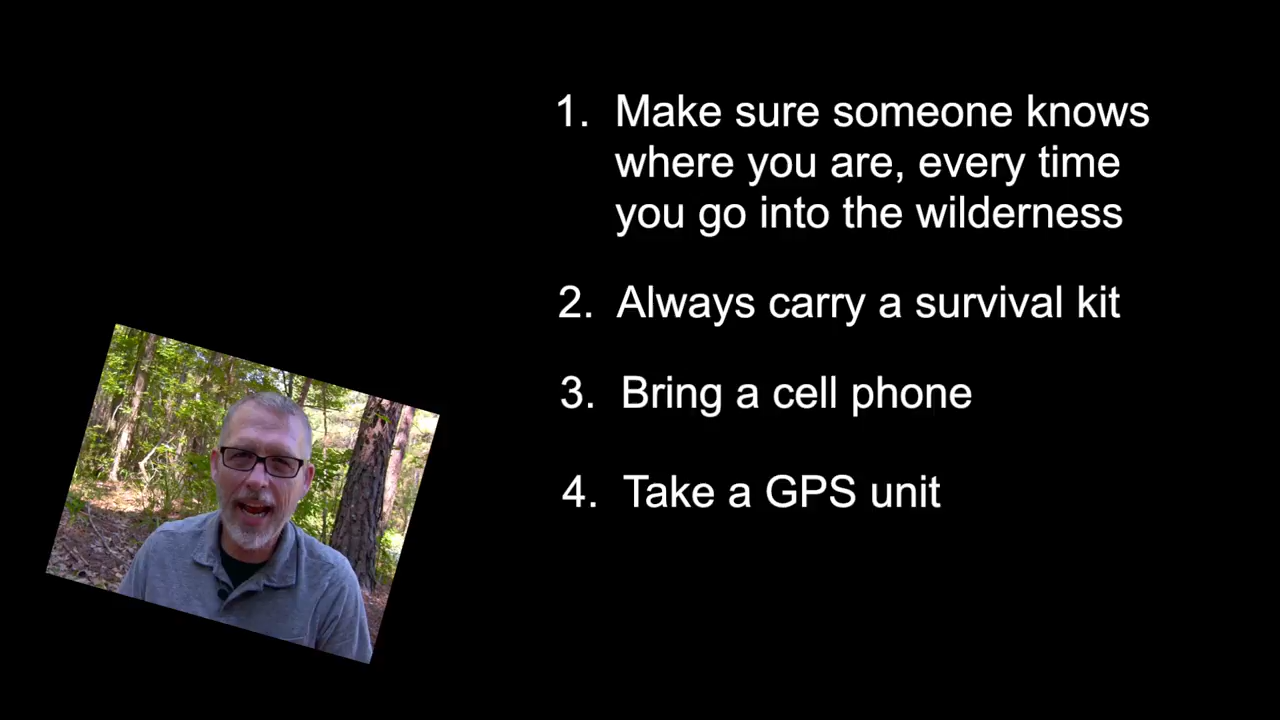 1. Make sure someone knows
where you are, every time
you go into the wilderness
2. Always carry a survival kit
3. Bring a cell phone
4. Take a GPS unit